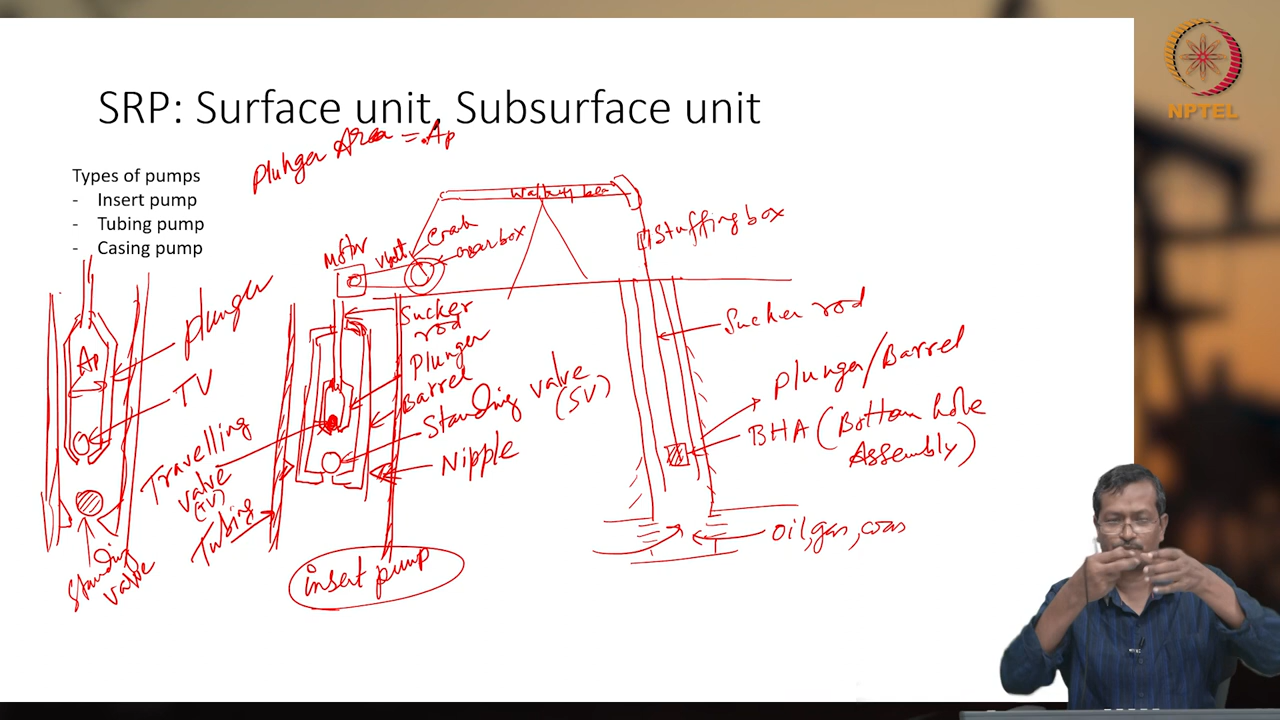 SRP: Surface unit, Subsurface unit
Plunger Area = Ap
Types of pumps
- Insert pump
- Tubing pump
- Casing pump
NPTEL
plunger
Ap
TV
Standing
valve
Motor
Crank
Gearbox
Stuffing box
Sucker
rod
Plunger
Barrel
Standing valve
(SV)
Nipple
Travelling
valve
(TV)
Tubing
insert pump
Sucker rod
plunger/Barrel
BHA (Bottom hole
Assembly)
oil, gas,